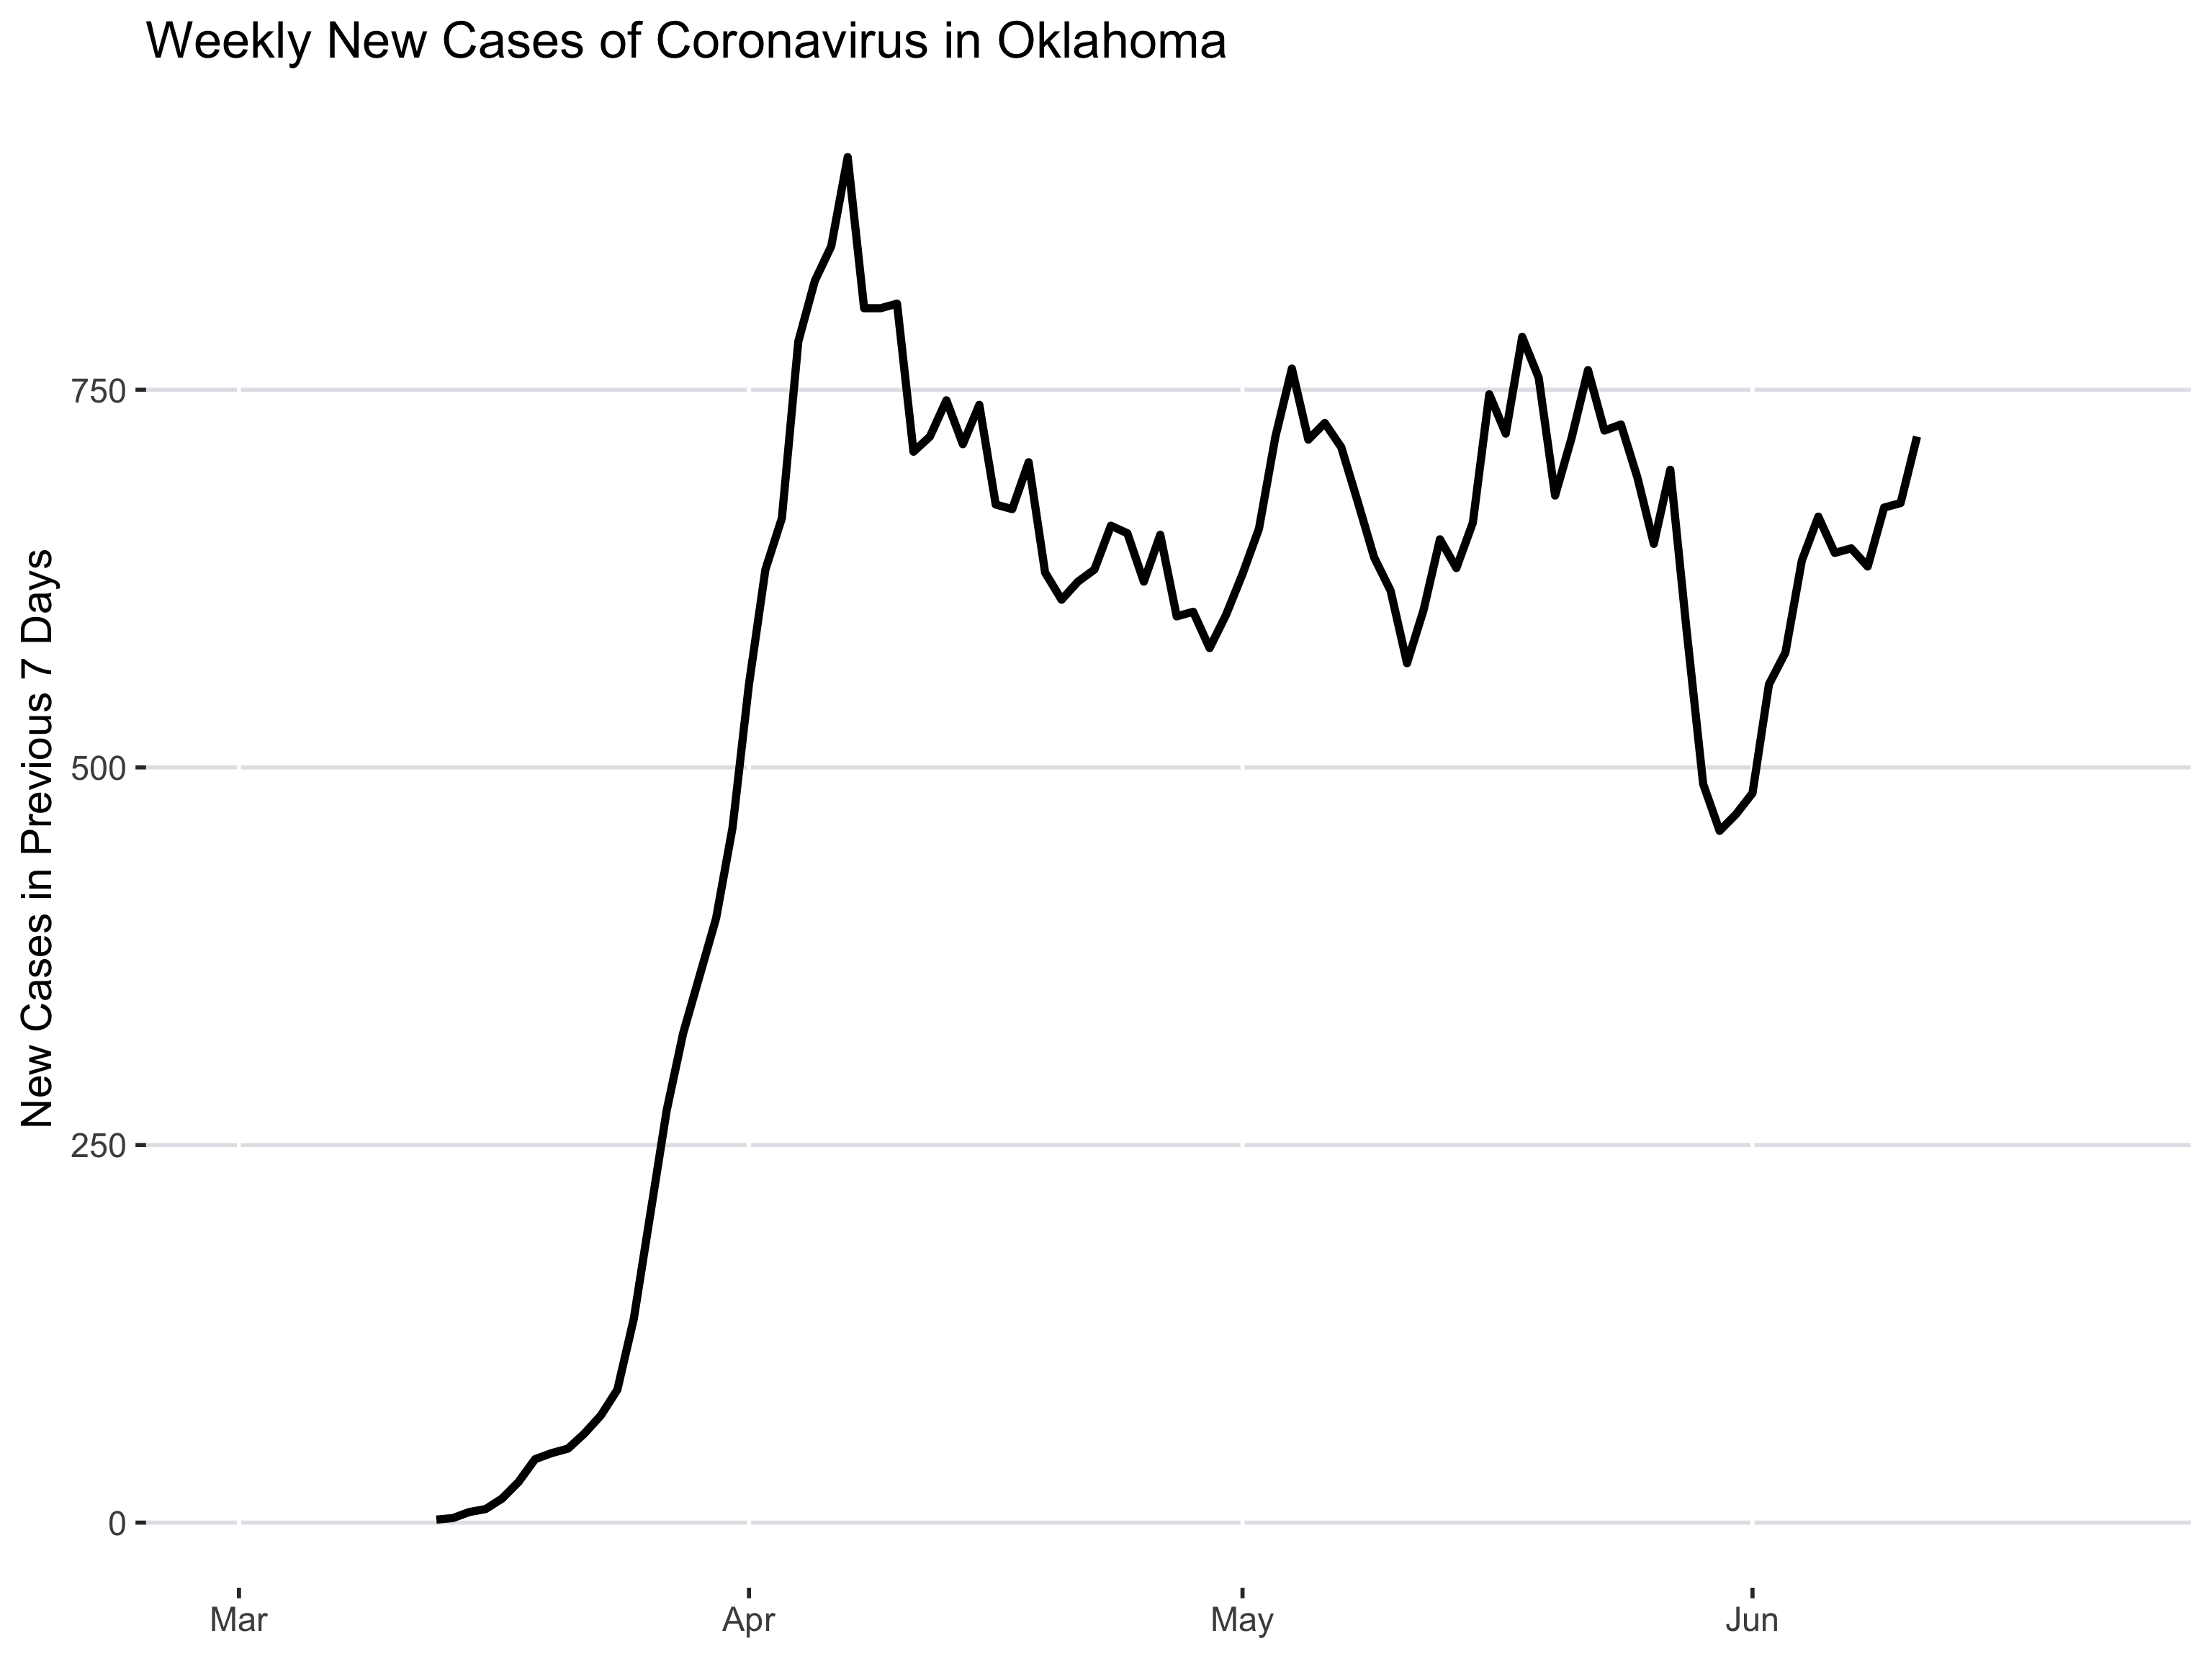 Weekly New Cases of Coronavirus in Oklahoma
New Cases in Previous 7 Days
750
500
250
0
Mar
Apr
May
Jun